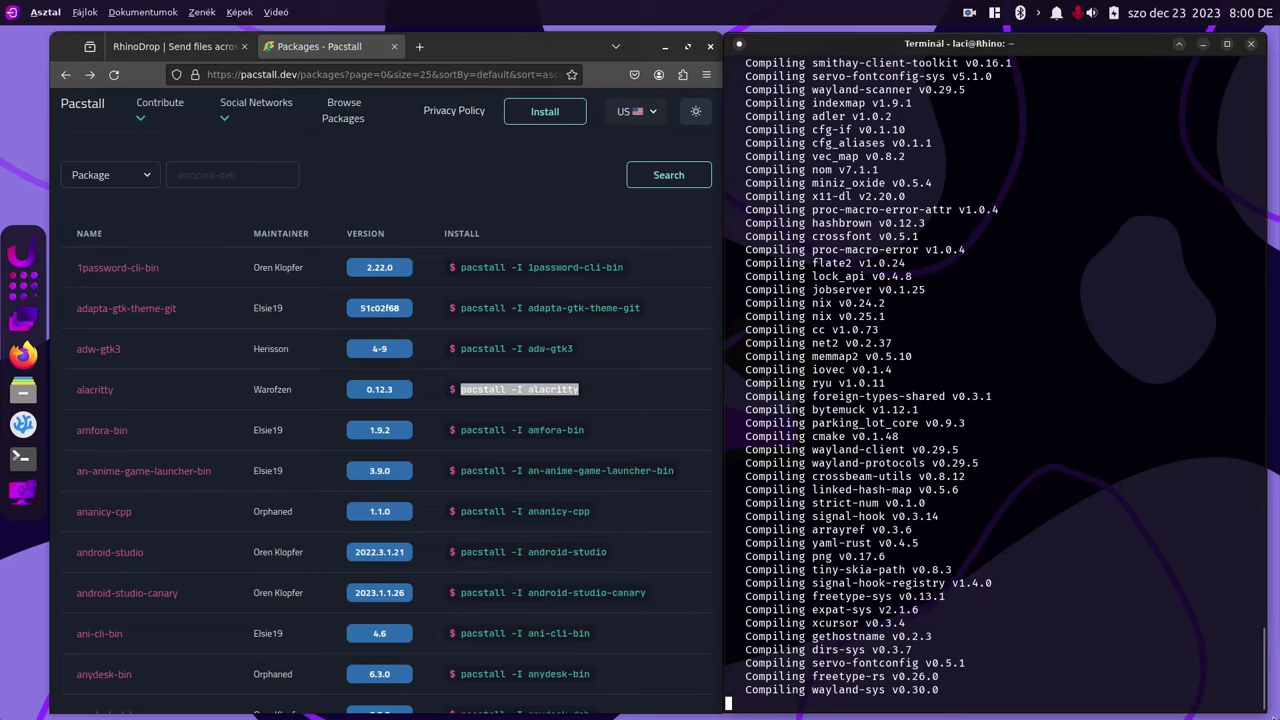 Asztal Alkalmazások Rendszer Fájlok Dokumentumok Zenék Képek Videó
szo dec 23 2023 8:00 DE
RhinoDrop | Send files acros
Packages - Pacstall
https://pacstall.dev/packages?page=0&size=25&sortBy=default&sort=asc
Pacstall
Contribute
Social Networks
Browse Packages
Privacy Policy
Install
US
Package
armcord-deb
Search
NAME MAINTAINER VERSION INSTALL
1password-cli-bin Oren Klopfer 2.22.0 $ pacstall -I 1password-cli-bin
adapta-gtk-theme-git Elsie19 51c02f68 $ pacstall -I adapta-gtk-theme-git
adw-gtk3 Herisson 4-9 $ pacstall -I adw-gtk3
alacritty Warofzen 0.12.3 $ pacstall -I alacritty
amfora-bin Elsie19 1.9.2 $ pacstall -I amfora-bin
an-anime-game-launcher-bin Elsie19 3.9.0 $ pacstall -I an-anime-game-launcher-bin
ananicy-cpp Orphaned 1.1.0 $ pacstall -I ananicy-cpp
android-studio Oren Klopfer 2022.3.1.21 $ pacstall -I android-studio
android-studio-canary Oren Klopfer 2023.1.1.26 $ pacstall -I android-studio-canary
ani-cli-bin Elsie19 4.6 $ pacstall -I ani-cli-bin
anydesk-bin Orphaned 6.3.0 $ pacstall -I anydesk-bin
Terminál - laci@Rhino: ~
Compiling smithay-client-toolkit v0.16.1
Compiling servo-fontconfig-sys v5.1.0
Compiling wayland-scanner v0.29.5
Compiling indexmap v1.9.1
Compiling adler v1.0.2
Compiling cfg-if v0.1.10
Compiling cfg_aliases v0.1.1
Compiling vec_map v0.8.2
Compiling nom v7.1.1
Compiling miniz_oxide v0.5.4
Compiling x11-dl v2.20.0
Compiling proc-macro-error-attr v1.0.4
Compiling hashbrown v0.12.3
Compiling crossfont v0.5.1
Compiling proc-macro-error v1.0.4
Compiling flate2 v1.0.24
Compiling lock_api v0.4.8
Compiling jobserver v0.1.25
Compiling nix v0.24.2
Compiling nix v0.25.1
Compiling cc v1.0.73
Compiling net2 v0.2.37
Compiling memmap2 v0.5.10
Compiling iovec v0.1.4
Compiling ryu v1.0.11
Compiling foreign-types-shared v0.3.1
Compiling bytemuck v1.12.1
Compiling parking_lot_core v0.9.3
Compiling cmake v0.1.48
Compiling wayland-client v0.29.5
Compiling wayland-protocols v0.29.5
Compiling crossbeam-utils v0.8.12
Compiling linked-hash-map v0.5.6
Compiling strict-num v0.1.0
Compiling signal-hook v0.3.14
Compiling arrayref v0.3.6
Compiling yaml-rust v0.4.5
Compiling png v0.17.6
Compiling tiny-skia-path v0.8.3
Compiling signal-hook-registry v1.4.0
Compiling freetype-sys v0.13.1
Compiling expat-sys v2.1.6
Compiling xcursor v0.3.4
Compiling gethostname v0.2.3
Compiling dirs-sys v0.3.7
Compiling servo-fontconfig v0.5.1
Compiling freetype-rs v0.26.0
Compiling wayland-sys v0.30.0